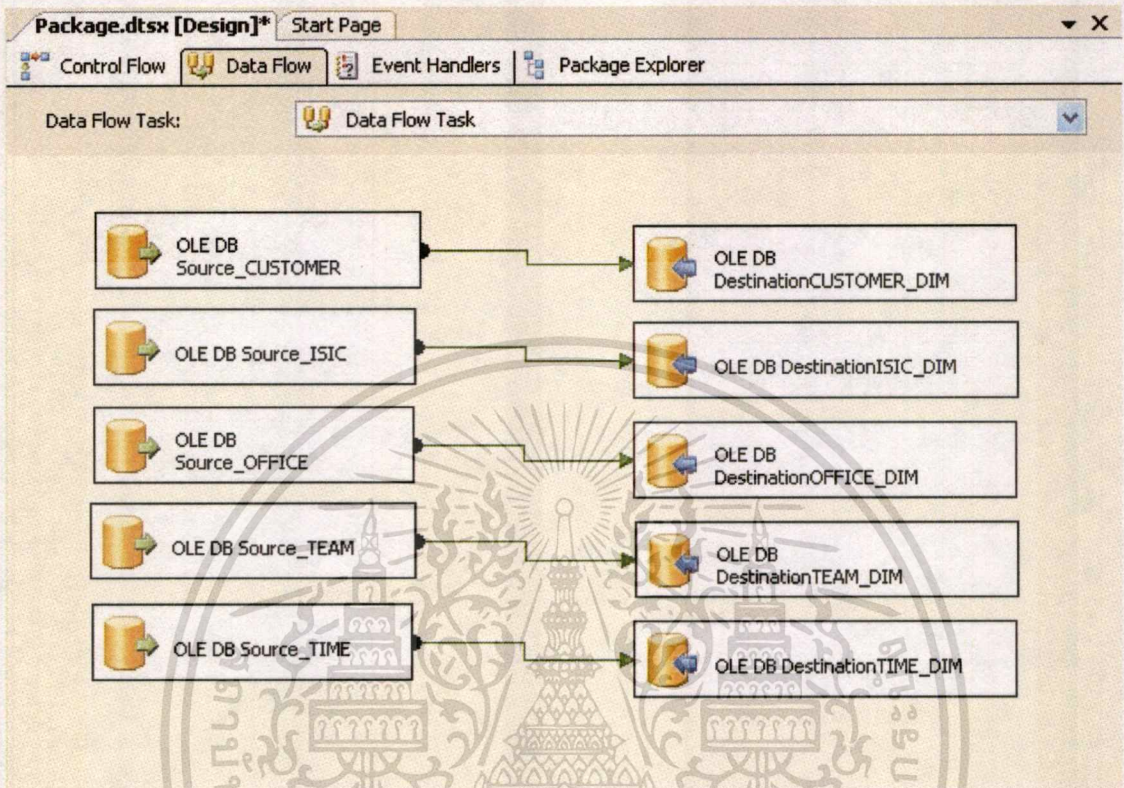 Package.dtsx [Design]* Start Page
Control Flow Data Flow Event Handlers Package Explorer
Data Flow Task: Data Flow Task
OLE DB
Source_CUSTOMER
OLE DB
DestinationCUSTOMER_DIM
OLE DB Source_ISIC
OLE DB DestinationISIC_DIM
OLE DB
Source_OFFICE
OLE DB
DestinationOFFICE_DIM
OLE DB Source_TEAM
OLE DB
DestinationTEAM_DIM
OLE DB Source_TIME
OLE DB DestinationTIME_DIM